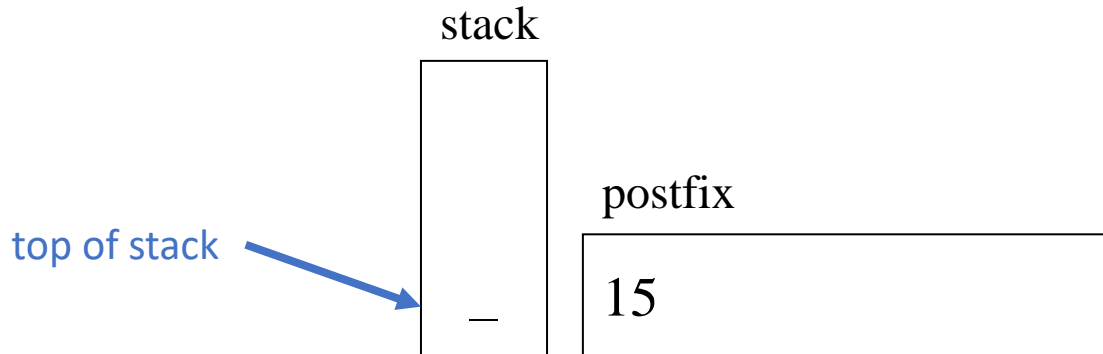 stack
postfix
top of stack
–
15